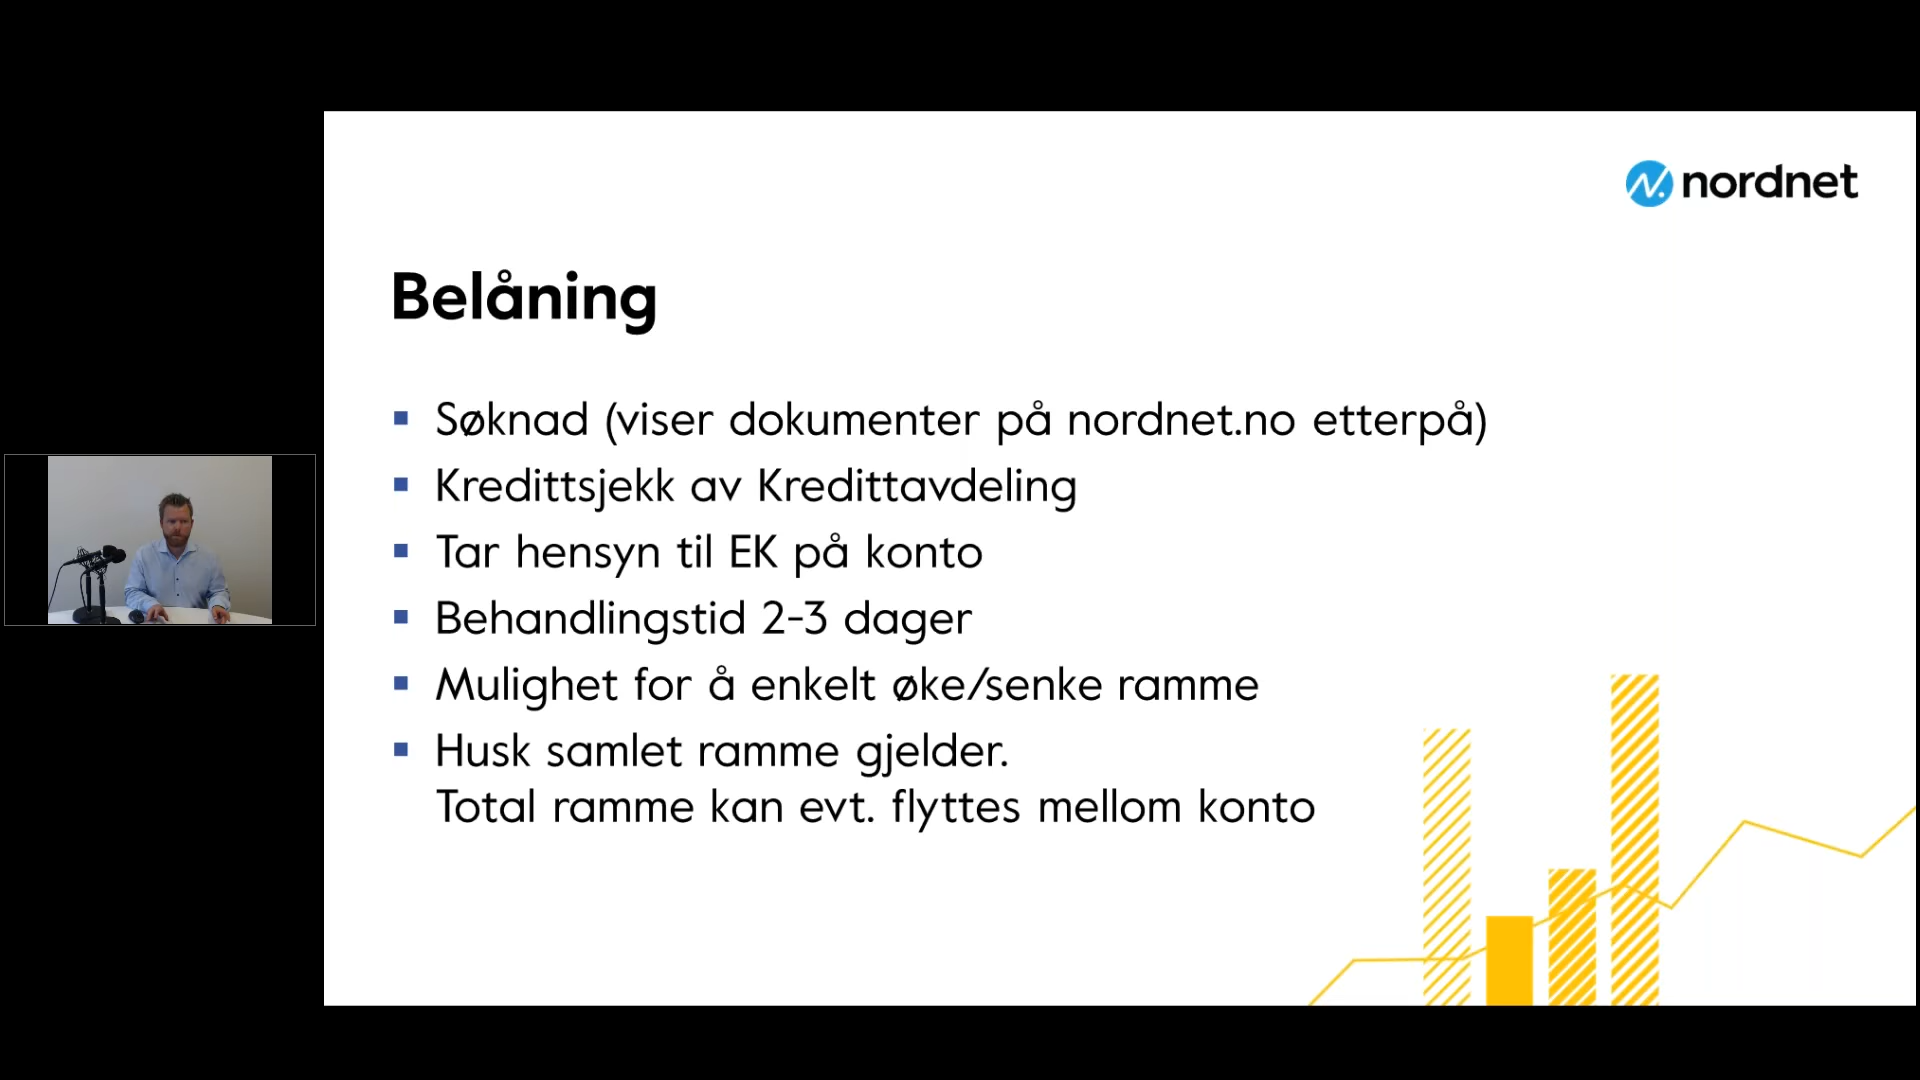 nordnet
Belåning
Søknad (viser dokumenter på nordnet.no etterpå)
Kredittsjekk av Kredittavdeling
Tar hensyn til EK på konto
Behandlingstid 2-3 dager
Mulighet for å enkelt øke/senke ramme
Husk samlet ramme gjelder.
Total ramme kan evt. flyttes mellom konto